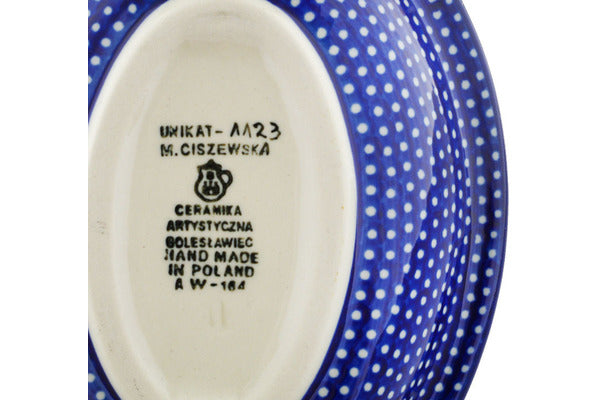 UNIKAT-1123
M.CISZEWSKA
CERAMIKA
ARTYSTYCZNA
BOLESŁAWIEC
HAND MADE
IN POLAND
A W-164